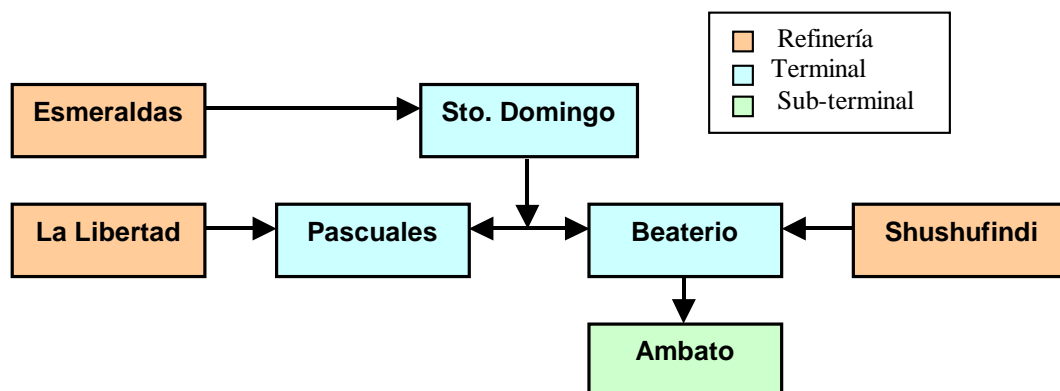 Refinería
Terminal
Sub-terminal
Esmeraldas
Sto. Domingo
La Libertad
Pascuales
Beaterio
Shushufindi
Ambato